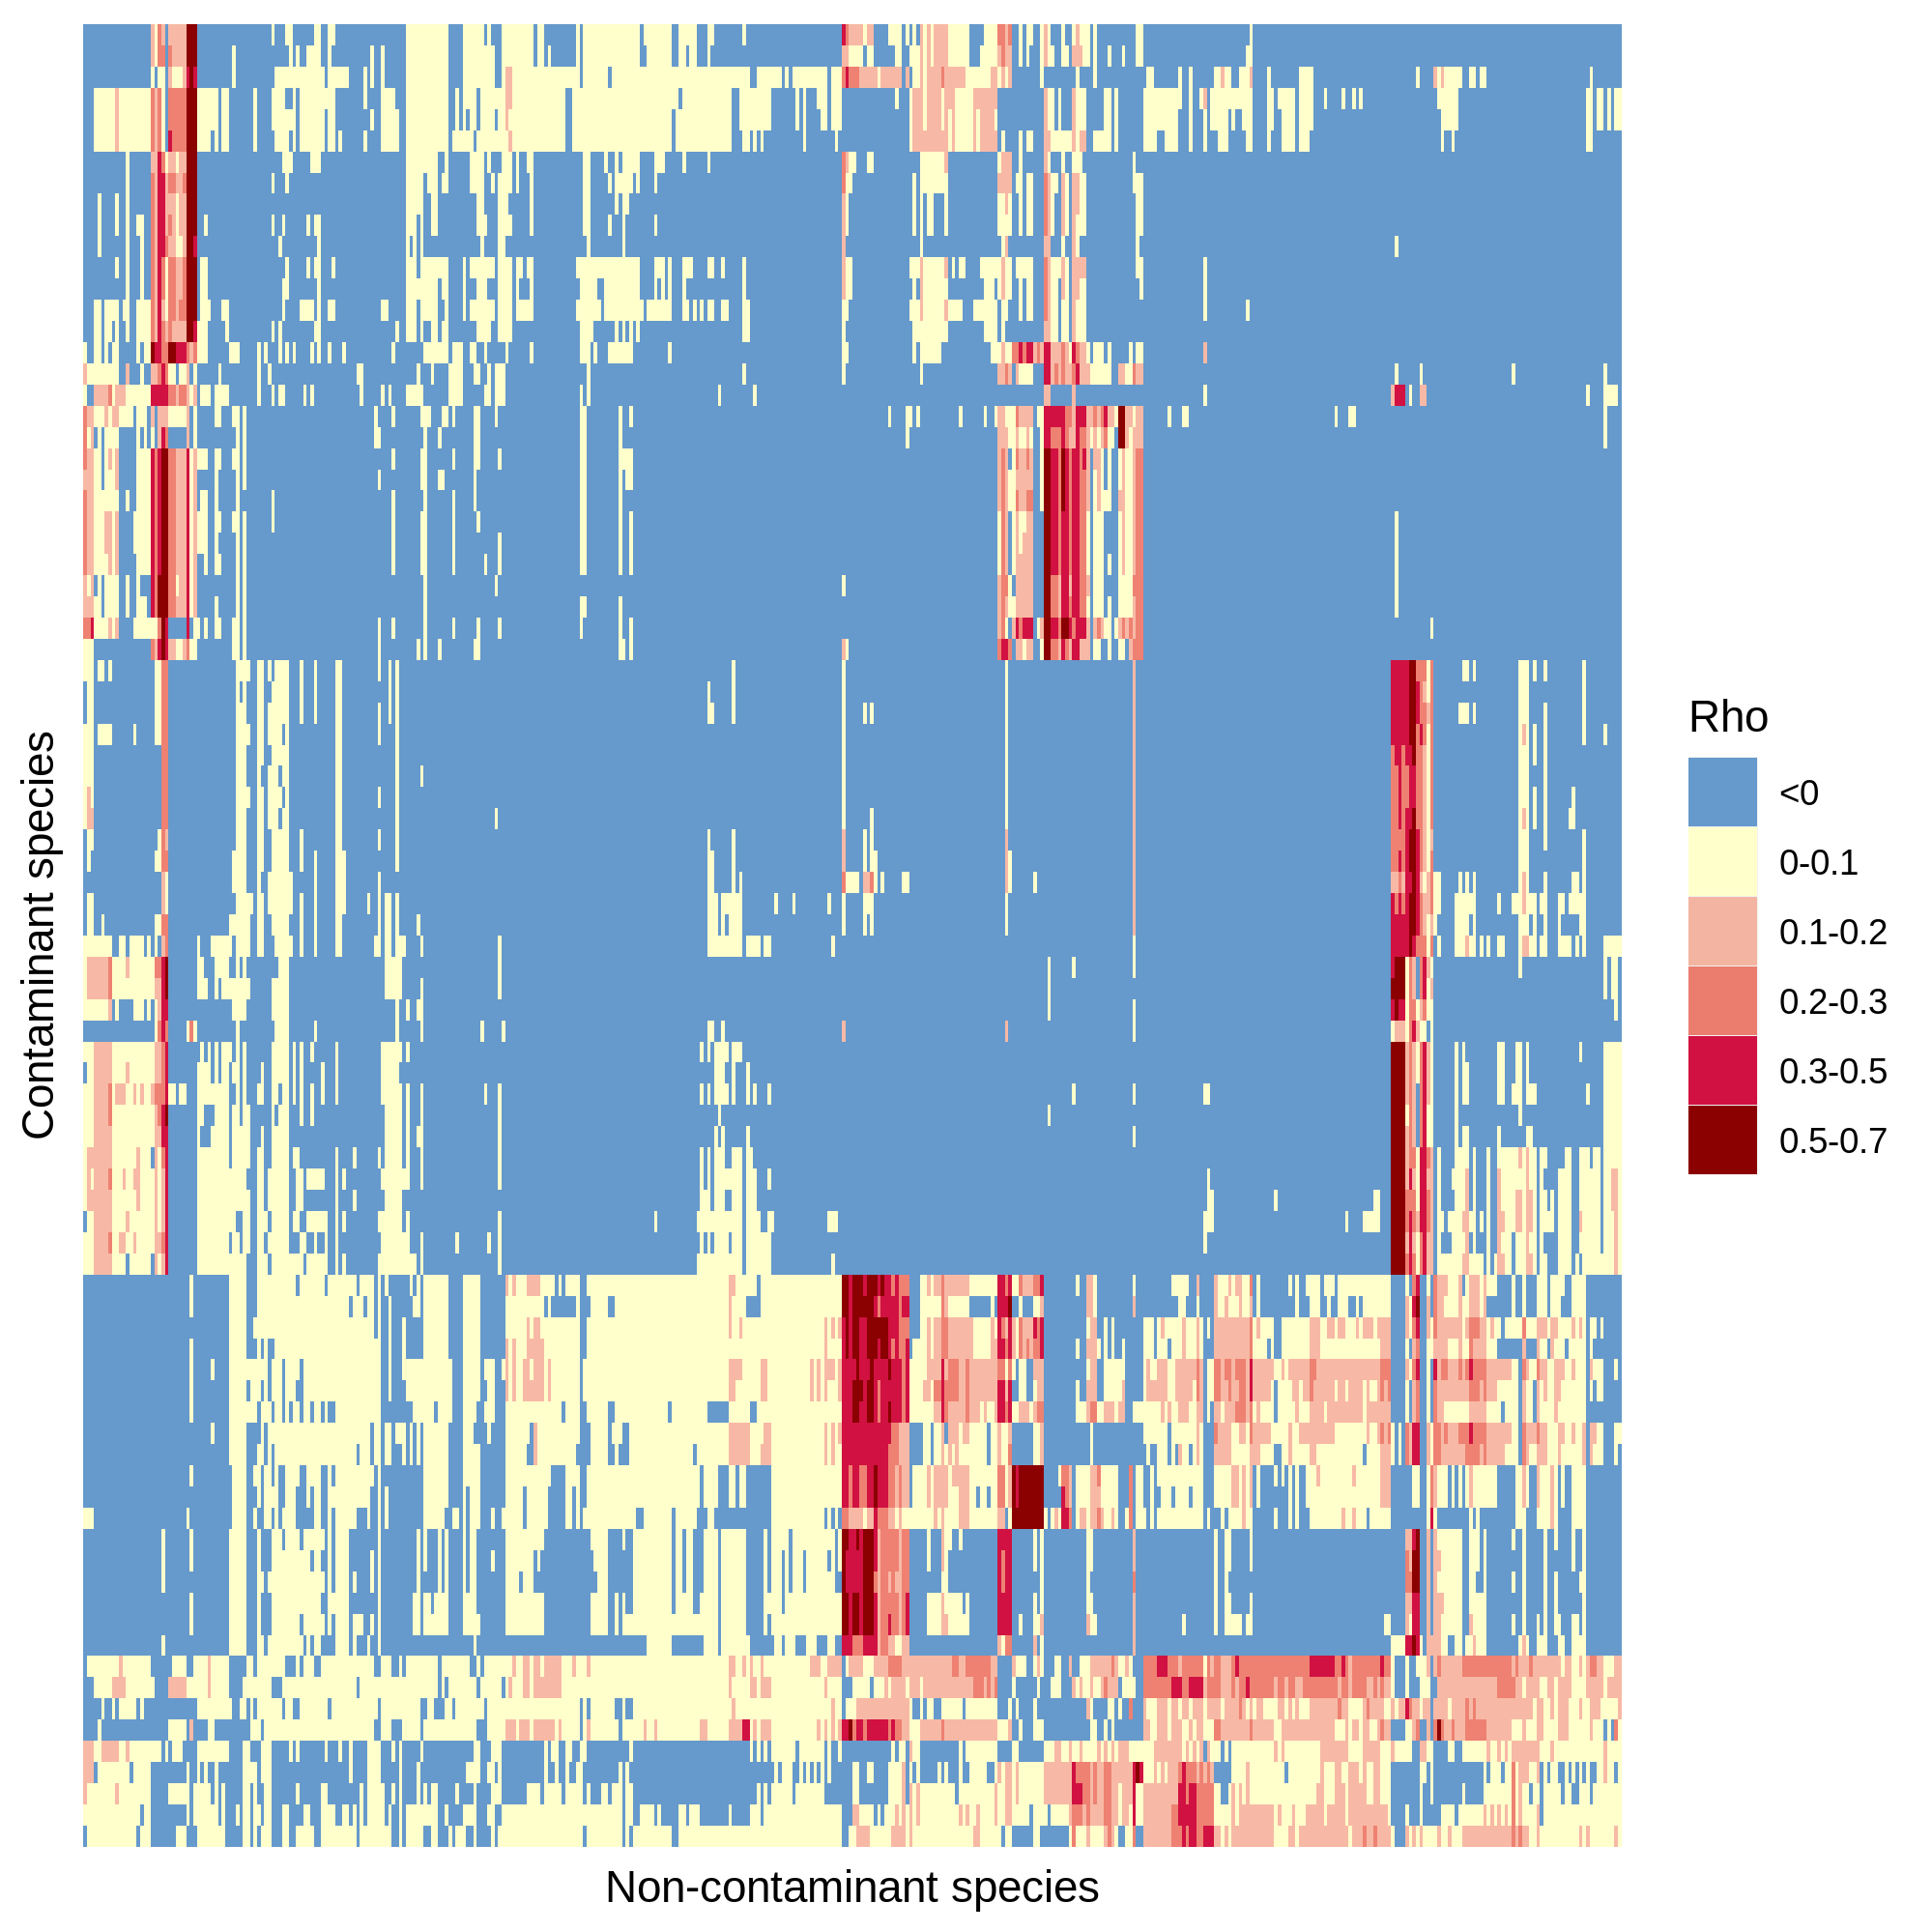 Contaminant species
Non-contaminant species
Rho
<0
0-0.1
0.1-0.2
0.2-0.3
0.3-0.5
0.5-0.7